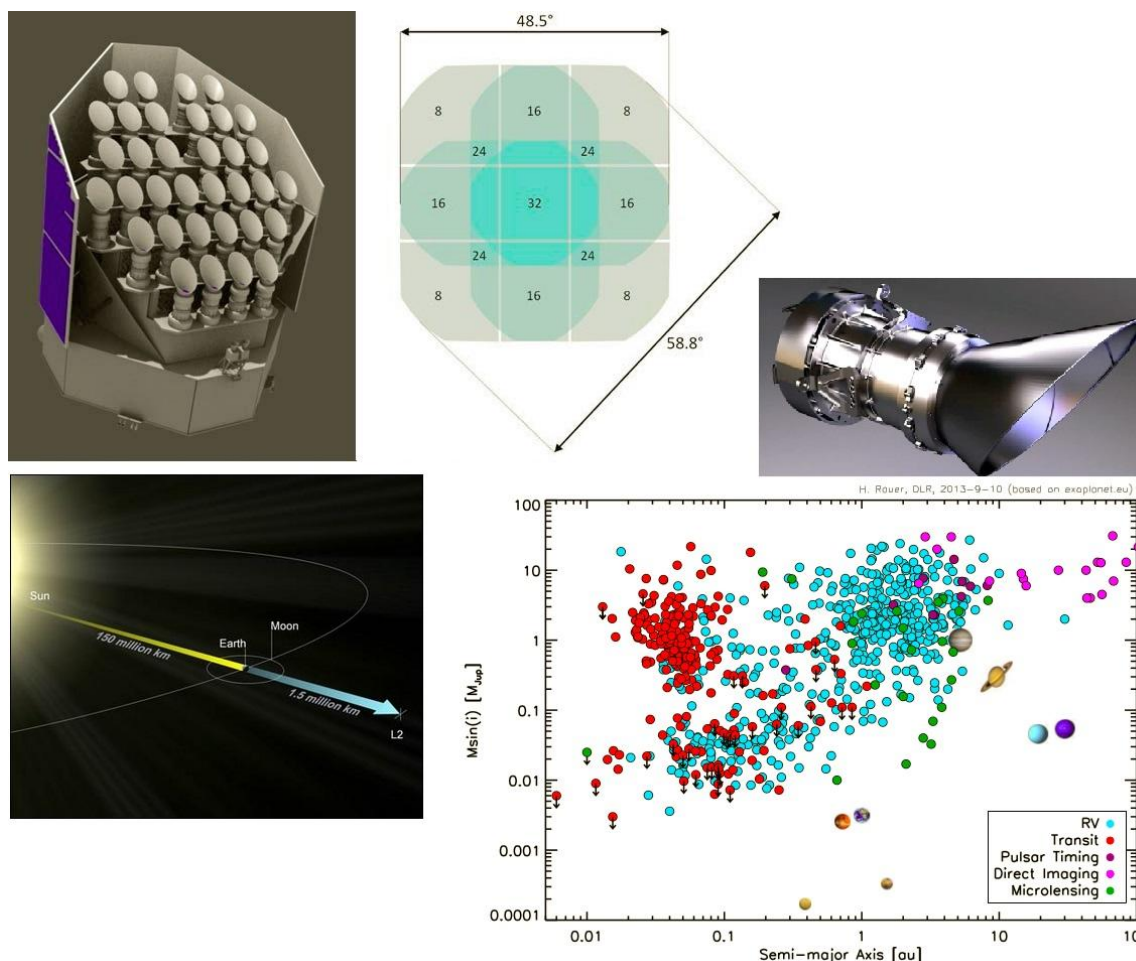 48.5°
8
16
8
24
24
16
32
16
24
24
8
16
8
58.8°
Sun
150 million km
Earth
Moon
1.5 million km
L2
H. Rauer, DLR, 2013-9-10 (based on exoplanet.eu)
Msin(i) [M_Jup]
100
10
1
0.1
0.01
0.001
0.0001
RV
Transit
Pulsar Timing
Direct Imaging
Microlensing
0.01
0.1
1
10
100
Semi-major Axis [au]